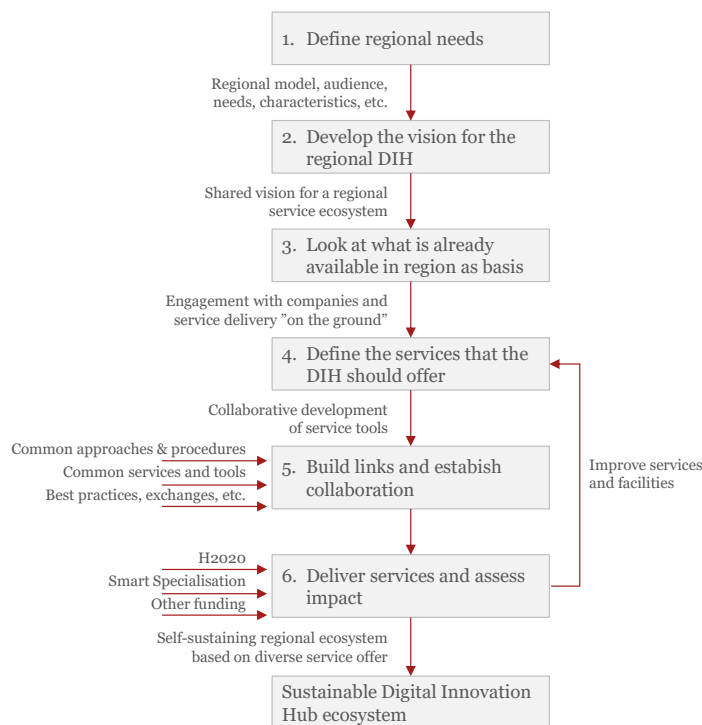 1. Define regional needs
Regional model, audience,
needs, characteristics, etc.
2. Develop the vision for the
regional DIH
Shared vision for a regional
service ecosystem
3. Look at what is already
available in region as basis
Engagement with companies and
service delivery ”on the ground”
4. Define the services that the
DIH should offer
Collaborative development
of service tools
Common approaches & procedures
Common services and tools
Best practices, exchanges, etc.
5. Build links and estabish
collaboration
Improve services
and facilities
H2020
Smart Specialisation
Other funding
6. Deliver services and assess
impact
Self-sustaining regional ecosystem
based on diverse service offer
Sustainable Digital Innovation
Hub ecosystem